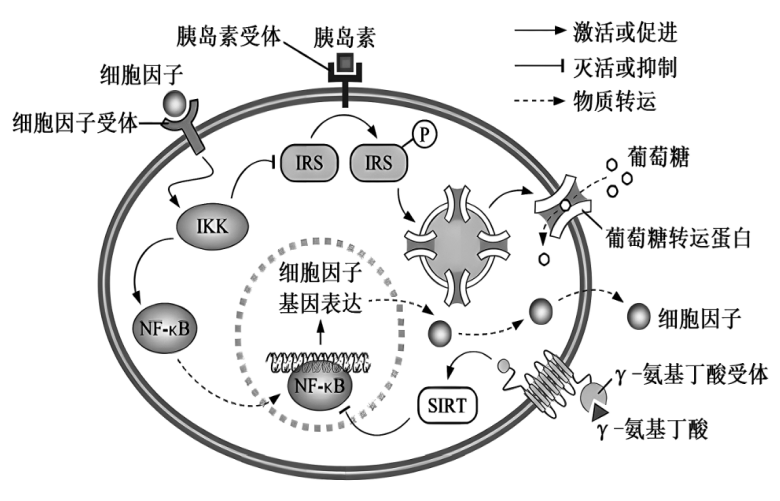 胰岛素受体
胰岛素
细胞因子
细胞因子受体
激活或促进
灭活或抑制
物质转运
IRS
IRS
P
葡萄糖
葡萄糖转运蛋白
IKK
细胞因子
基因表达
NF-κB
NF-κB
细胞因子
SIRT
γ-氨基丁酸受体
γ-氨基丁酸